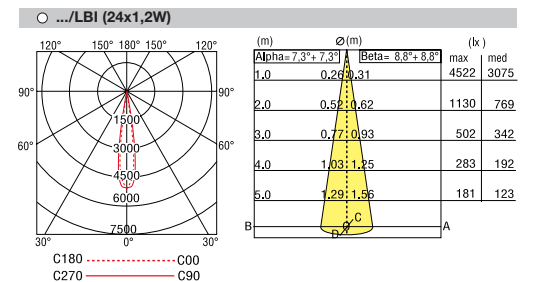 .../LBI (24x1,2W)
120° 150° 180 150° 120°
90° 90°
1500
3000
60° 60°
4500
6000
7500
30° 0° 30°
C180 C00
C270 C90
(m) Ø(m) (lx)
Alpha= 7,3°+ 7,3° Beta= 8,8°+ 8,8° max med
1.0 0.26 0.31 4522 3075
2.0 0.52 0.62 1130 769
3.0 0.77 0.93 502 342
4.0 1.03 1.25 283 192
5.0 1.29 1.56 181 123
C
B A
D